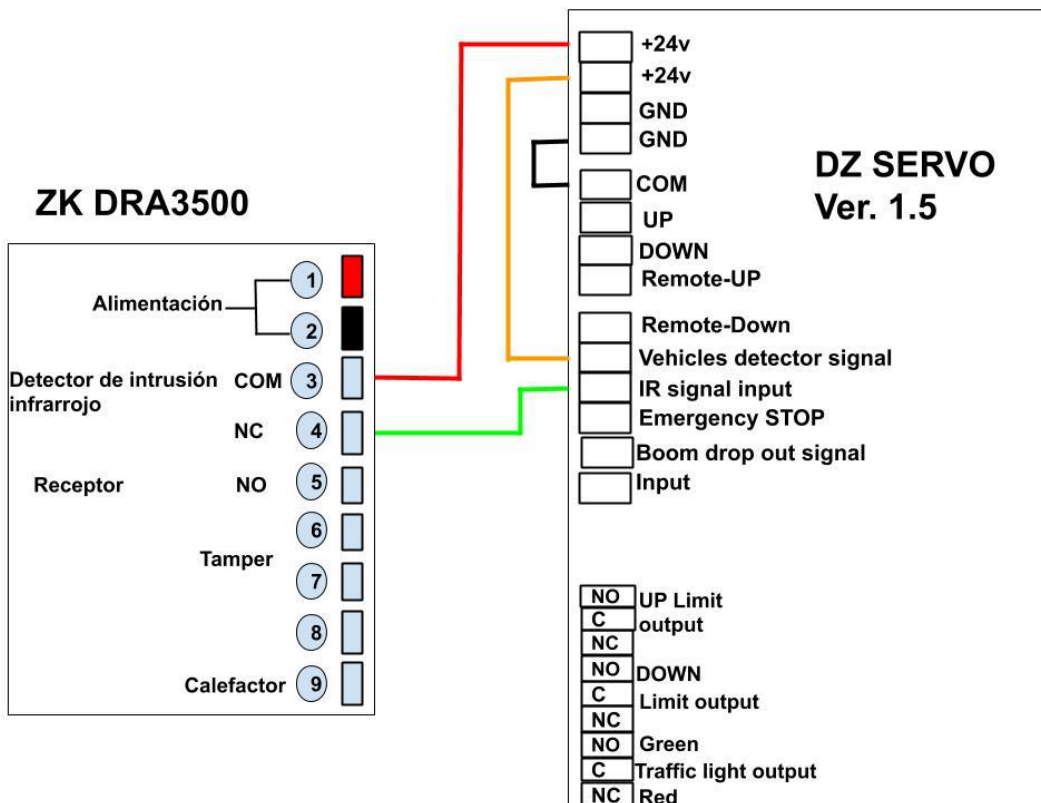 ZK DRA3500
Alimentación
1
2
Detector de intrusión
infrarrojo
COM 3
NC 4
Receptor
NO 5
6
Tamper
7
8
Calefactor 9
DZ SERVO
Ver. 1.5
+24v
+24v
GND
GND
COM
UP
DOWN
Remote-UP
Remote-Down
Vehicles detector signal
IR signal input
Emergency STOP
Boom drop out signal
Input
NO UP Limit
C output
NC
NO DOWN
C Limit output
NC
NO Green
C Traffic light output
NC Red